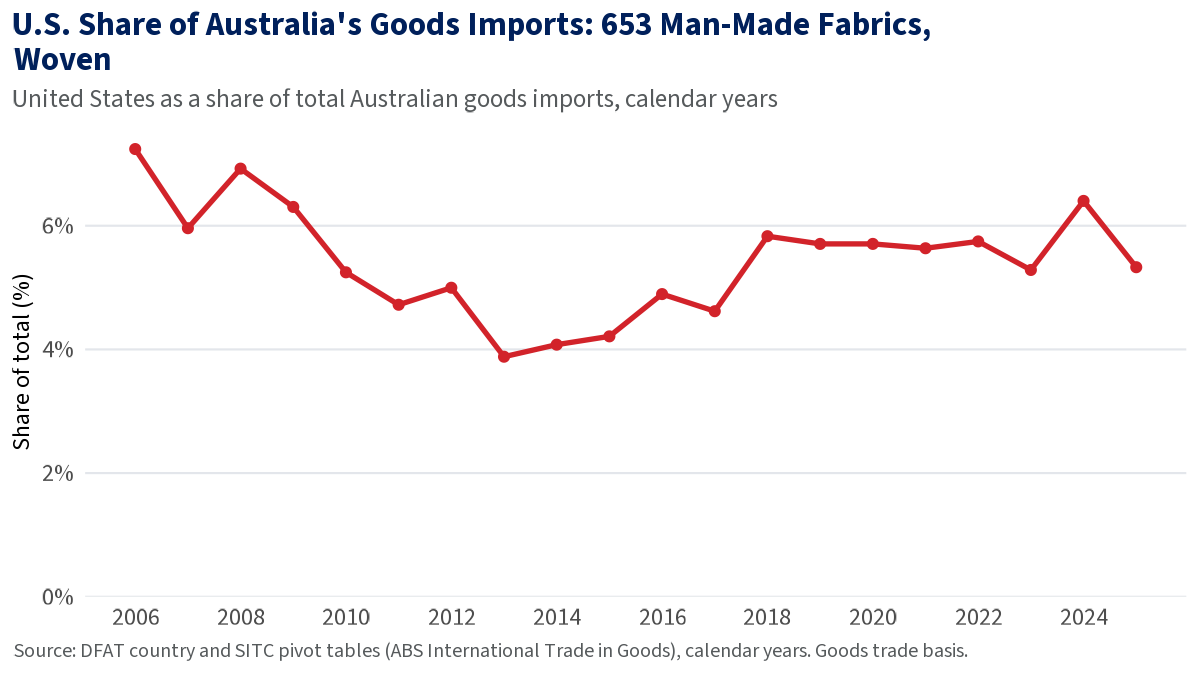 U.S. Share of Australia's Goods Imports: 653 Man-Made Fabrics,
Woven
United States as a share of total Australian goods imports, calendar years
Share of total (%)
6%
4%
2%
0%
2006 2008 2010 2012 2014 2016 2018 2020 2022 2024
Source: DFAT country and SITC pivot tables (ABS International Trade in Goods), calendar years. Goods trade basis.